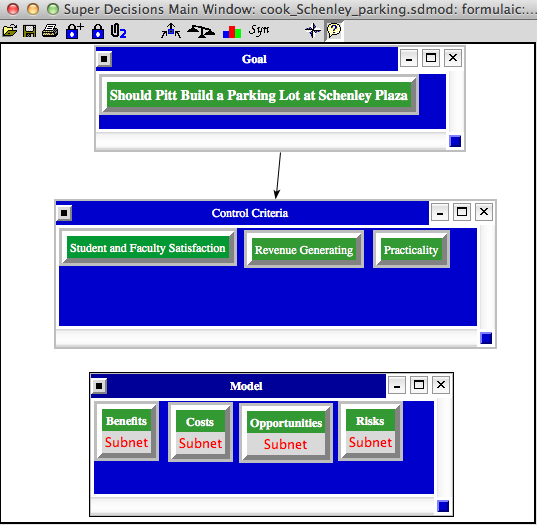 Super Decisions Main Window: cook_Schenley_parking.sdmod: formulaic:...
Syn
Goal
Should Pitt Build a Parking Lot at Schenley Plaza
Control Criteria
Student and Faculty Satisfaction
Revenue Generating
Practicality
Model
Benefits
Subnet
Costs
Subnet
Opportunities
Subnet
Risks
Subnet